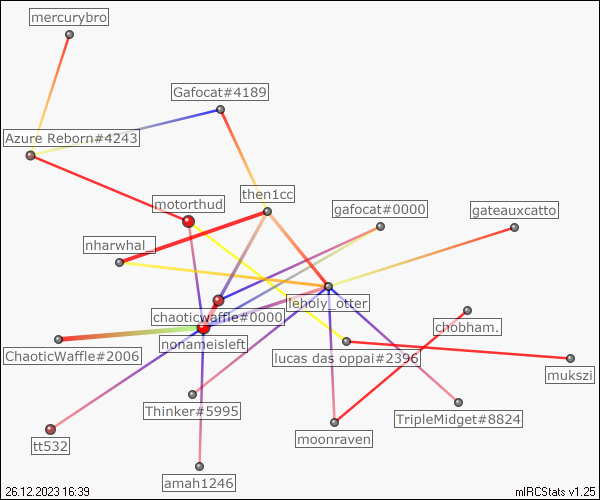 mercurybro
Gafocat#4189
Azure Reborn#4243
then1cc
motorthud
gafocat#0000
gateauxcatto
nharwhal_
leholy_otter
chaoticwaffle#0000
chobham.
nonameisleft
ChaoticWaffle#2006
lucas das oppai#2396
mukszi
Thinker#5995
TripleMidget#8824
tt532
moonraven
amah1246
26.12.2023 16:39
mIRCStats v1.25